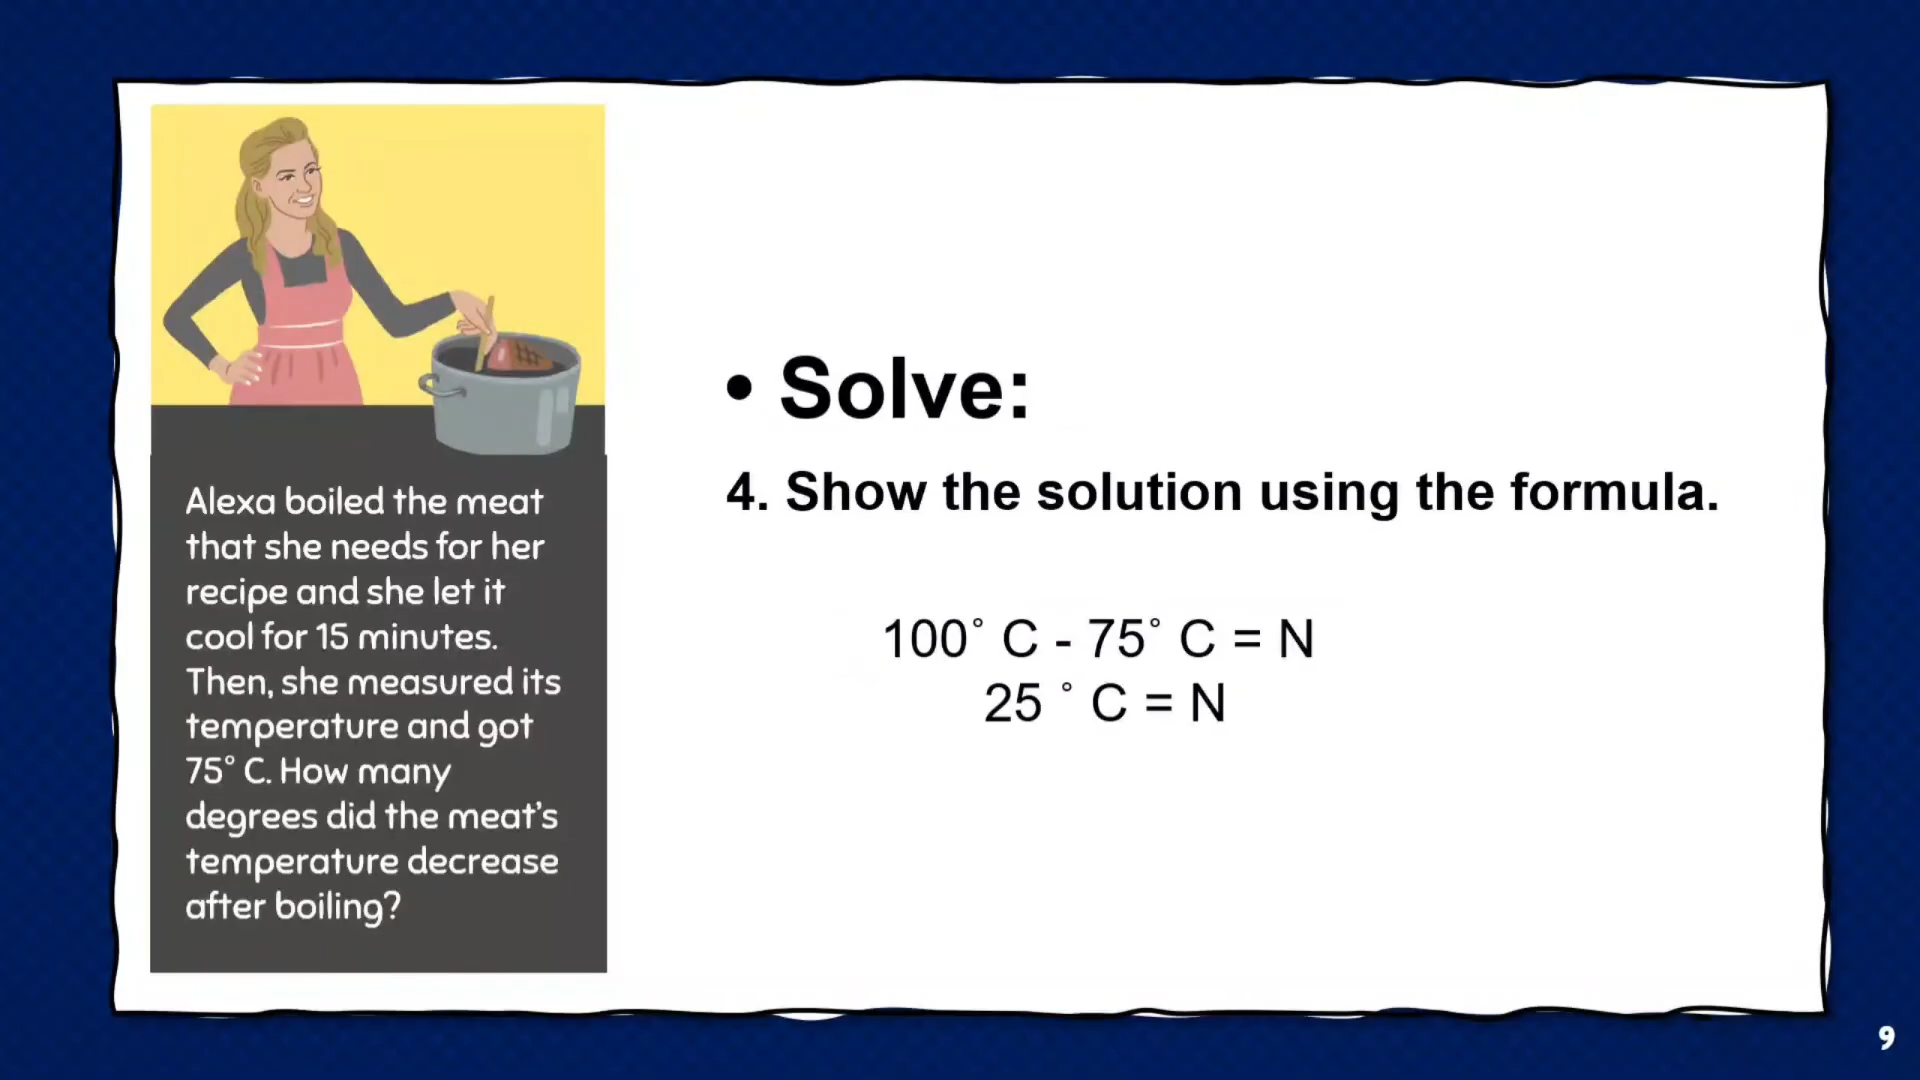 Alexa boiled the meat
that she needs for her
recipe and she let it
cool for 15 minutes.
Then, she measured its
temperature and got
75° C. How many
degrees did the meat’s
temperature decrease
after boiling?
• Solve:
4. Show the solution using the formula.
100° C - 75° C = N
25 ° C = N
9